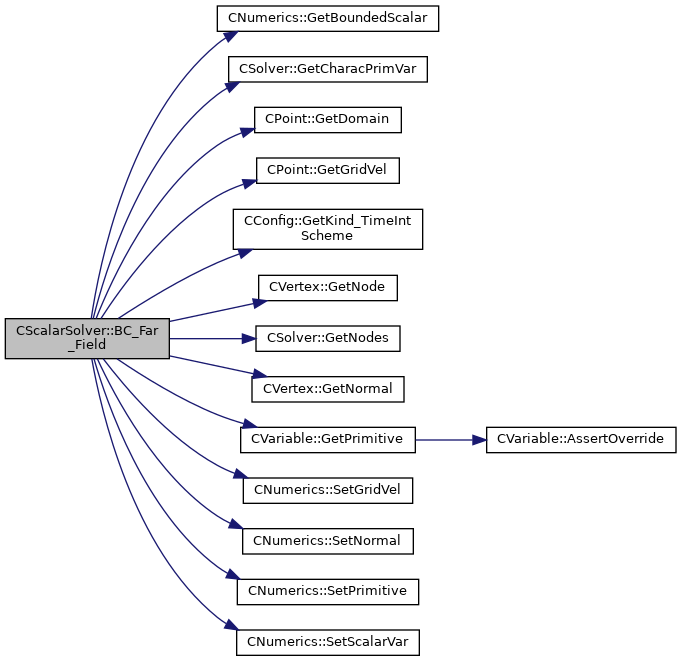 CNumerics::GetBoundedScalar
CSolver::GetCharacPrimVar
CPoint::GetDomain
CPoint::GetGridVel
CConfig::GetKind_TimeInt
Scheme
CVertex::GetNode
CScalarSolver::BC_Far
_Field
CSolver::GetNodes
CVertex::GetNormal
CVariable::GetPrimitive
CVariable::AssertOverride
CNumerics::SetGridVel
CNumerics::SetNormal
CNumerics::SetPrimitive
CNumerics::SetScalarVar